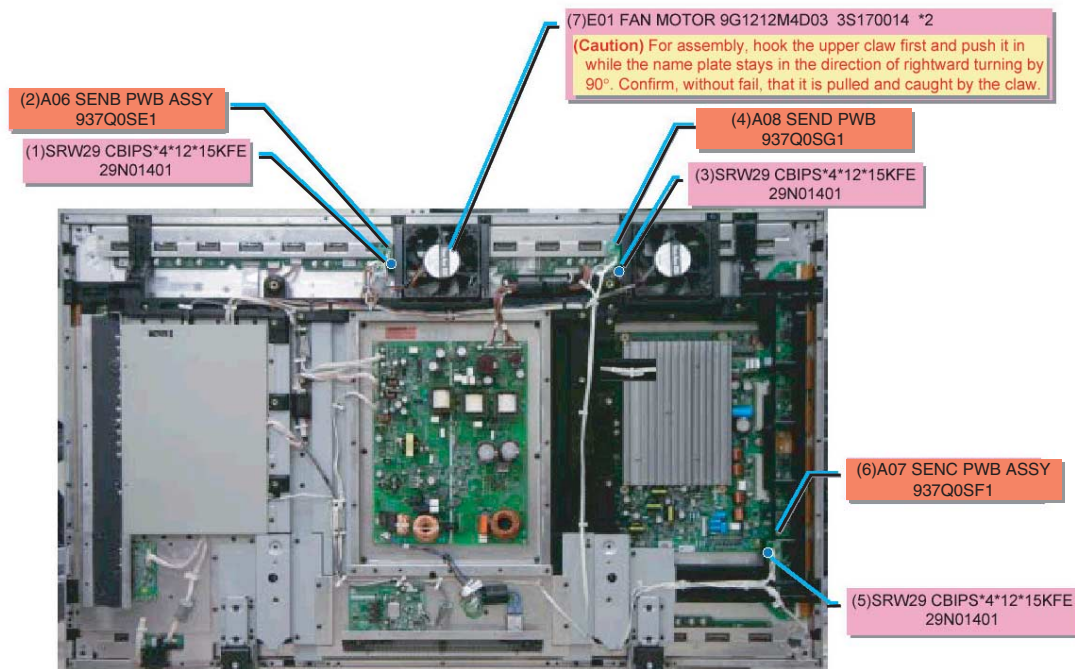 (7)E01 FAN MOTOR 9G1212M4D03 3S170014 *2
(Caution) For assembly, hook the upper claw first and push it in
while the name plate stays in the direction of rightward turning by
90°. Confirm, without fail, that it is pulled and caught by the claw.
(2)A06 SENB PWB ASSY
937Q0SE1
(1)SRW29 CBIPS*4*12*15KFE
29N01401
(4)A08 SEND PWB
937Q0SG1
(3)SRW29 CBIPS*4*12*15KFE
29N01401
(6)A07 SENC PWB ASSY
937Q0SF1
(5)SRW29 CBIPS*4*12*15KFE
29N01401